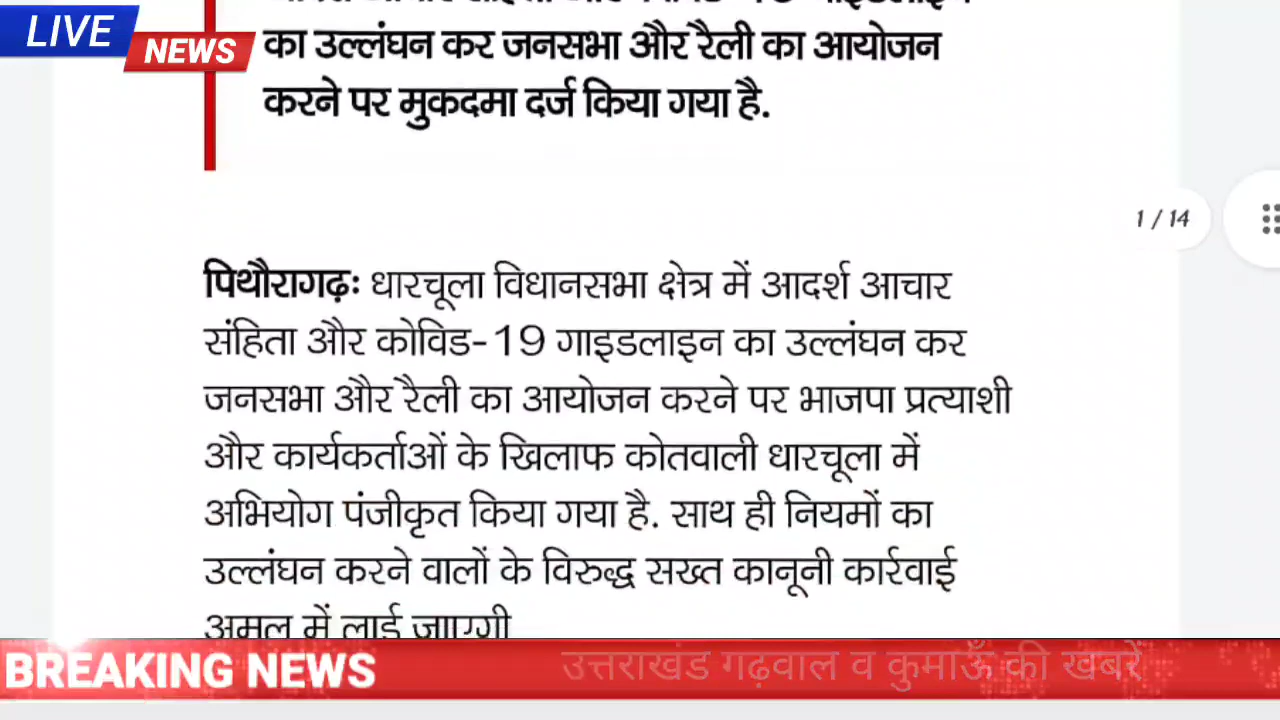 LIVE
NEWS
का उल्लंघन कर जनसभा और रैली का आयोजन
करने पर मुकदमा दर्ज किया गया है.
1 / 14
पिथौरागढ़ः धारचूला विधानसभा क्षेत्र में आदर्श आचार
संहिता और कोविड-19 गाइडलाइन का उल्लंघन कर
जनसभा और रैली का आयोजन करने पर भाजपा प्रत्याशी
और कार्यकर्ताओं के खिलाफ कोतवाली धारचूला में
अभियोग पंजीकृत किया गया है. साथ ही नियमों का
उल्लंघन करने वालों के विरुद्ध सख्त कानूनी कार्रवाई
अमल में लाई जाएगी
BREAKING NEWS
उत्तराखंड गढ़वाल व कुमाऊँ की खबरें